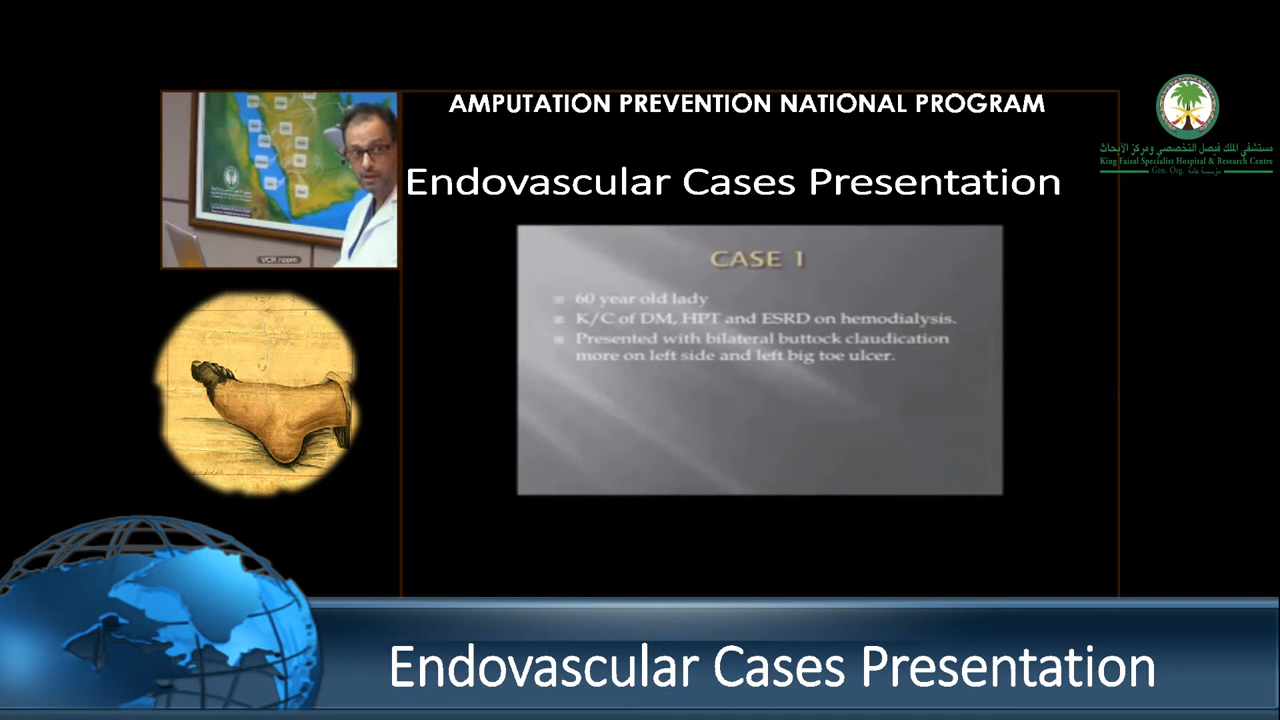 AMPUTATION PREVENTION NATIONAL PROGRAM
مستشفى الملك فيصل التخصصي ومركز الأبحاث
King Faisal Specialist Hospital & Research Centre
Gen. Org. مؤسسة عامة
Endovascular Cases Presentation
VCR room
CASE 1
60 year old lady
K/C of DM, HPT and ESRD on hemodialysis.
Presented with bilateral buttock claudication
more on left side and left big toe ulcer.
Endovascular Cases Presentation